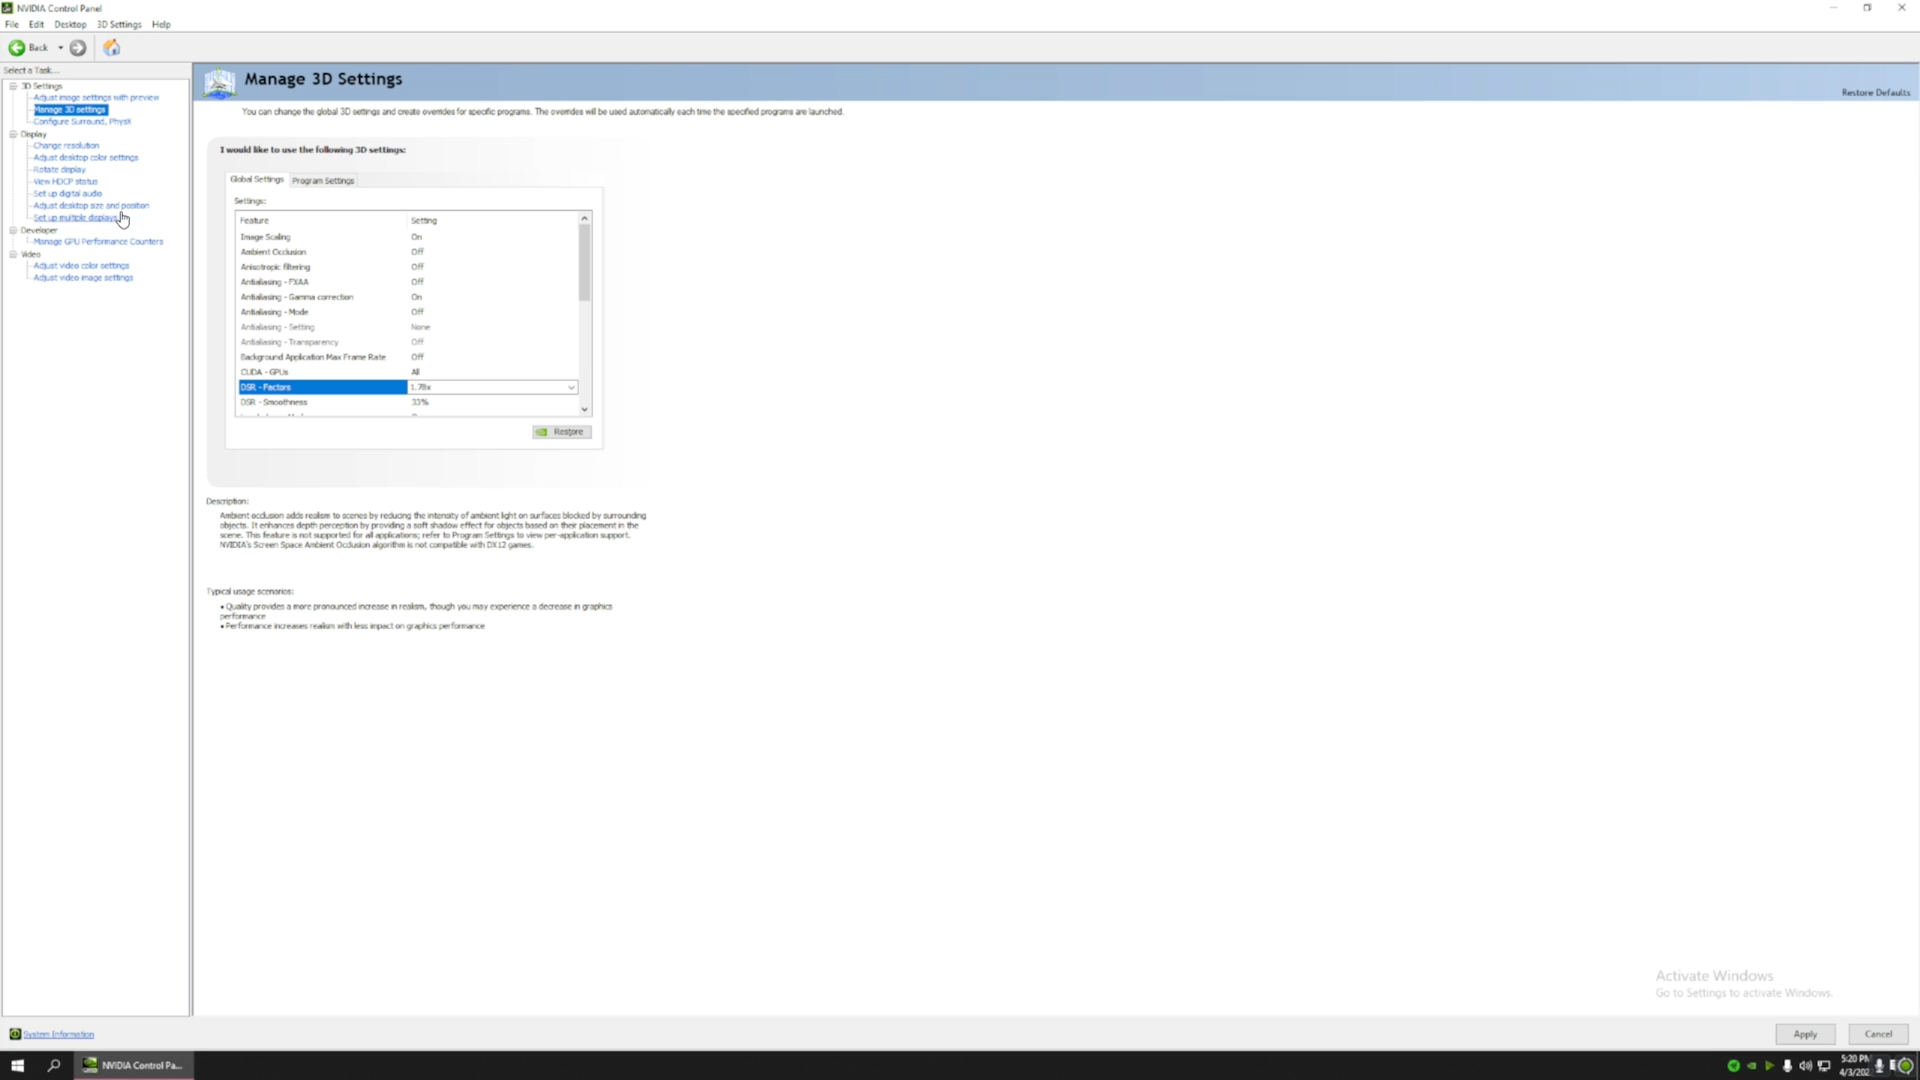 NVIDIA Control Panel
File Edit Desktop 3D Settings Help
Back
Select a Task...
3D Settings
Adjust image settings with preview
Manage 3D settings
Configure Surround, PhysX
Display
Change resolution
Adjust desktop color settings
Rotate display
View HDCP status
Set up digital audio
Adjust desktop size and position
Set up multiple displays
Developer
Manage GPU Performance Counters
Video
Adjust video color settings
Adjust video image settings
Manage 3D Settings
Restore Defaults
You can change the global 3D settings and create overrides for specific programs. The overrides will be used automatically each time the specified programs are launched.
I would like to use the following 3D settings:
Global Settings Program Settings
Settings:
Feature Setting
Image Scaling On
Ambient Occlusion Off
Anisotropic filtering Off
Antialiasing - FXAA Off
Antialiasing - Gamma correction On
Antialiasing - Mode Off
Antialiasing - Setting None
Antialiasing - Transparency Off
Background Application Max Frame Rate Off
CUDA - GPUs All
DSR - Factors 1.78x
DSR - Smoothness 33%
Restore
Description:
Ambient occlusion adds realism to scenes by reducing the intensity of ambient light on surfaces blocked by surrounding
objects. It enhances depth perception by providing a soft shadow effect for objects based on their placement in the
scene. This feature is not supported for all applications; refer to Program Settings to view per-application support.
NVIDIA's Screen Space Ambient Occlusion algorithm is not compatible with DX12 games.
Typical usage scenarios:
• Quality provides a more pronounced increase in realism, though you may experience a decrease in graphics
performance
• Performance increases realism with less impact on graphics performance
Activate Windows
Go to Settings to activate Windows.
System Information
Apply Cancel
NVIDIA Control Pa...
5:20 PM
4/3/202